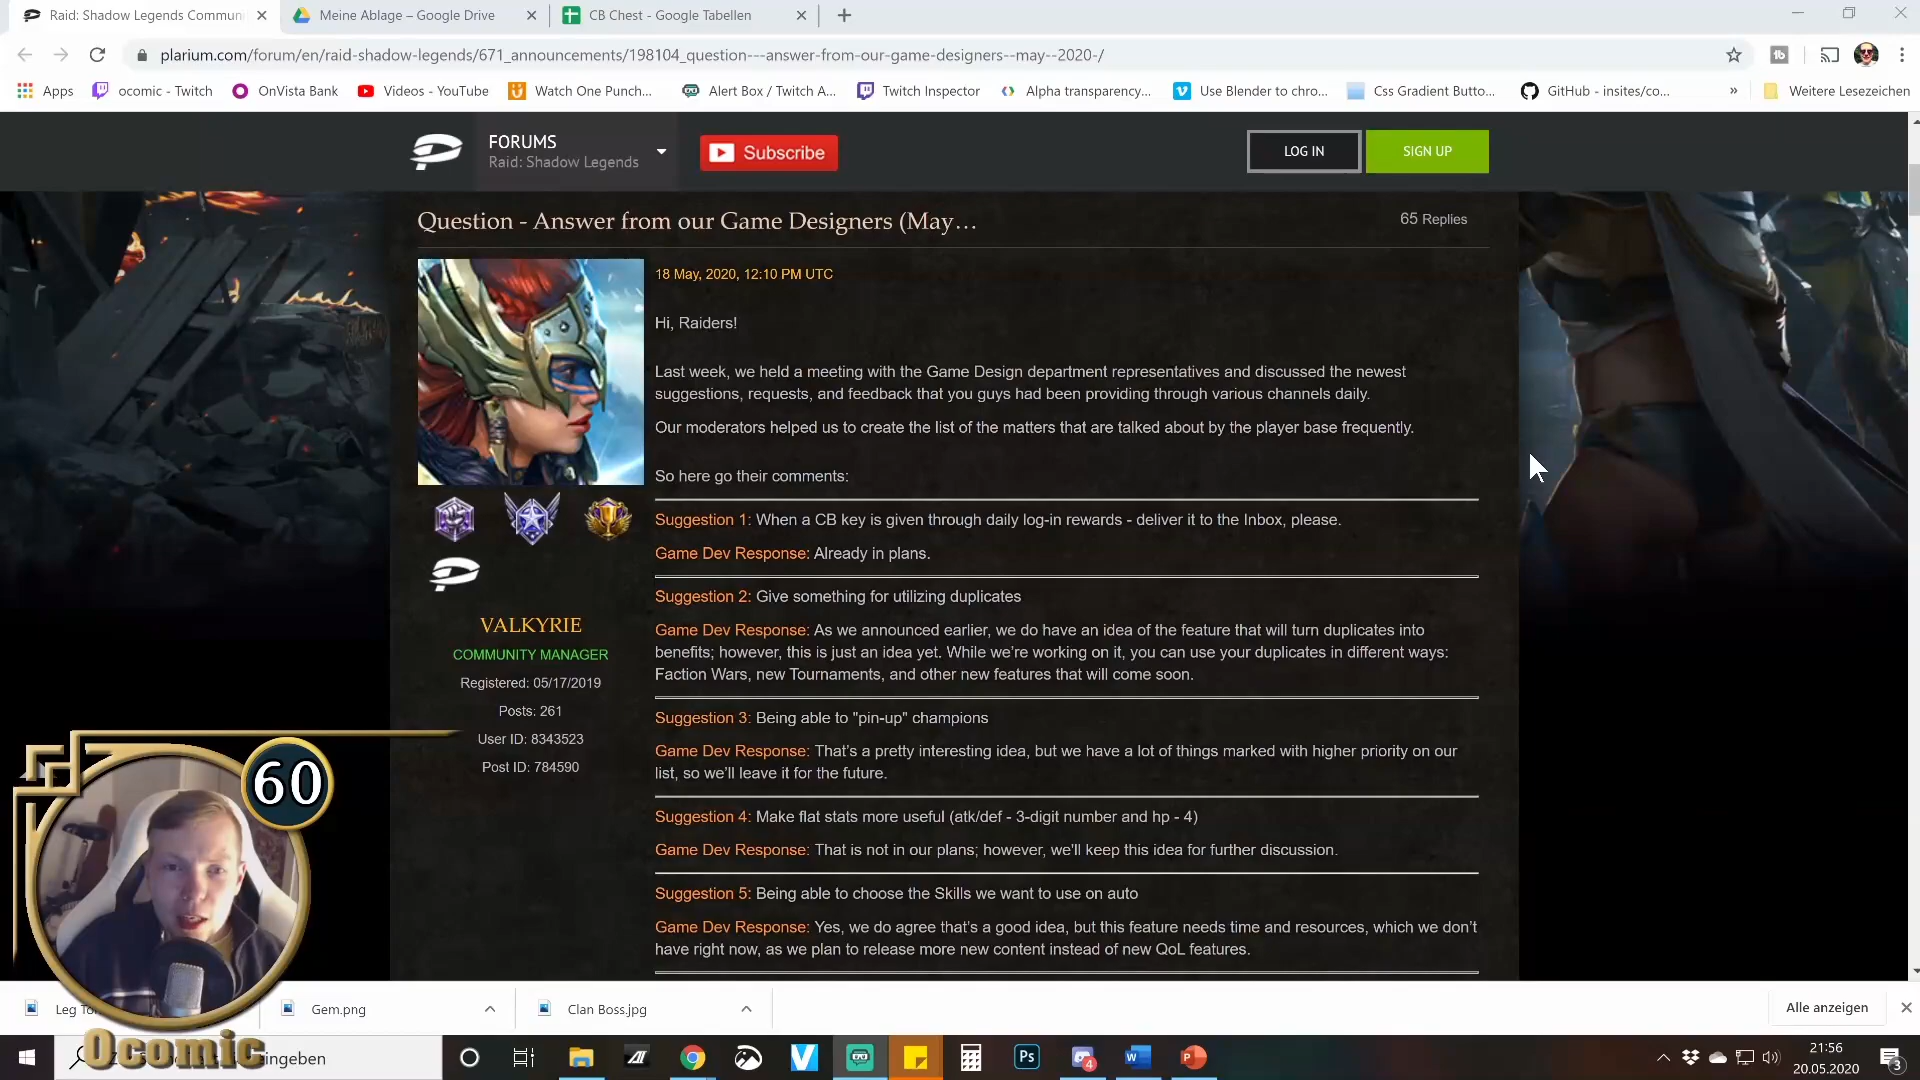 Raid: Shadow Legends Commun
Meine Ablage – Google Drive
CB Chest - Google Tabellen
plarium.com/forum/en/raid-shadow-legends/671_announcements/198104_question---answer-from-our-game-designers--may--2020-/
Apps
ocomic - Twitch
OnVista Bank
Videos - YouTube
Watch One Punch...
Alert Box / Twitch A...
Twitch Inspector
Alpha transparency...
Use Blender to chro...
Css Gradient Butto...
GitHub - insites/co...
»
Weitere Lesezeichen
FORUMS
Raid: Shadow Legends
Subscribe
LOG IN
SIGN UP
Question - Answer from our Game Designers (May…
65 Replies
18 May, 2020, 12:10 PM UTC
Hi, Raiders!
Last week, we held a meeting with the Game Design department representatives and discussed the newest
suggestions, requests, and feedback that you guys had been providing through various channels daily.
Our moderators helped us to create the list of the matters that are talked about by the player base frequently.
So here go their comments:
Suggestion 1: When a CB key is given through daily log-in rewards - deliver it to the Inbox, please.
Game Dev Response: Already in plans.
Suggestion 2: Give something for utilizing duplicates
Game Dev Response: As we announced earlier, we do have an idea of the feature that will turn duplicates into
benefits; however, this is just an idea yet. While we're working on it, you can use your duplicates in different ways:
Faction Wars, new Tournaments, and other new features that will come soon.
Suggestion 3: Being able to "pin-up" champions
Game Dev Response: That's a pretty interesting idea, but we have a lot of things marked with higher priority on our
list, so we'll leave it for the future.
Suggestion 4: Make flat stats more useful (atk/def - 3-digit number and hp - 4)
Game Dev Response: That is not in our plans; however, we'll keep this idea for further discussion.
Suggestion 5: Being able to choose the Skills we want to use on auto
Game Dev Response: Yes, we do agree that's a good idea, but this feature needs time and resources, which we don't
have right now, as we plan to release more new content instead of new QoL features.
VALKYRIE
COMMUNITY MANAGER
Registered: 05/17/2019
Posts: 261
User ID: 8343523
Post ID: 784590
60
Ocomic
Leg To
Gem.png
Clan Boss.jpg
Alle anzeigen
eingeben
Ps
4
21:56
20.05.2020
3